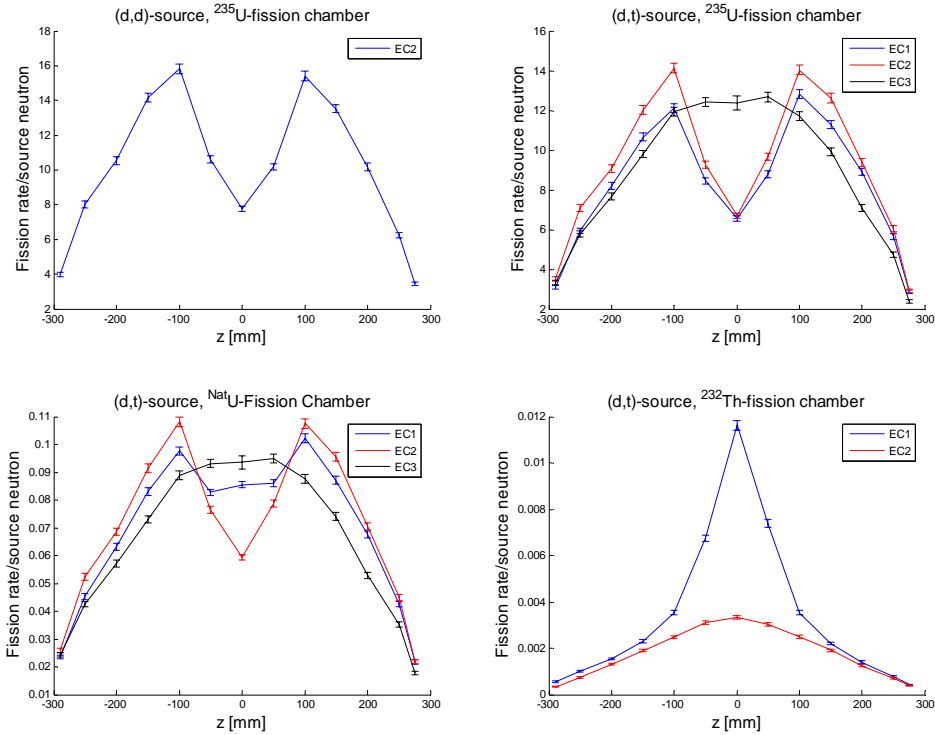 (d,d)-source, ²³⁵U-fission chamber
Fission rate/source neutron
18
16
14
12
10
8
6
4
2
-300 -200 -100 0 100 200 300
z [mm]
EC2
(d,t)-source, ²³⁵U-fission chamber
Fission rate/source neutron
16
14
12
10
8
6
4
2
-300 -200 -100 0 100 200 300
z [mm]
EC1
EC2
EC3
(d,t)-source, ᴺᵃᵗU-Fission Chamber
Fission rate/source neutron
0.11
0.1
0.09
0.08
0.07
0.06
0.05
0.04
0.03
0.02
0.01
-300 -200 -100 0 100 200 300
z [mm]
EC1
EC2
EC3
(d,t)-source, ²³²Th-fission chamber
Fission rate/source neutron
0.012
0.01
0.008
0.006
0.004
0.002
0
-300 -200 -100 0 100 200 300
z [mm]
EC1
EC2